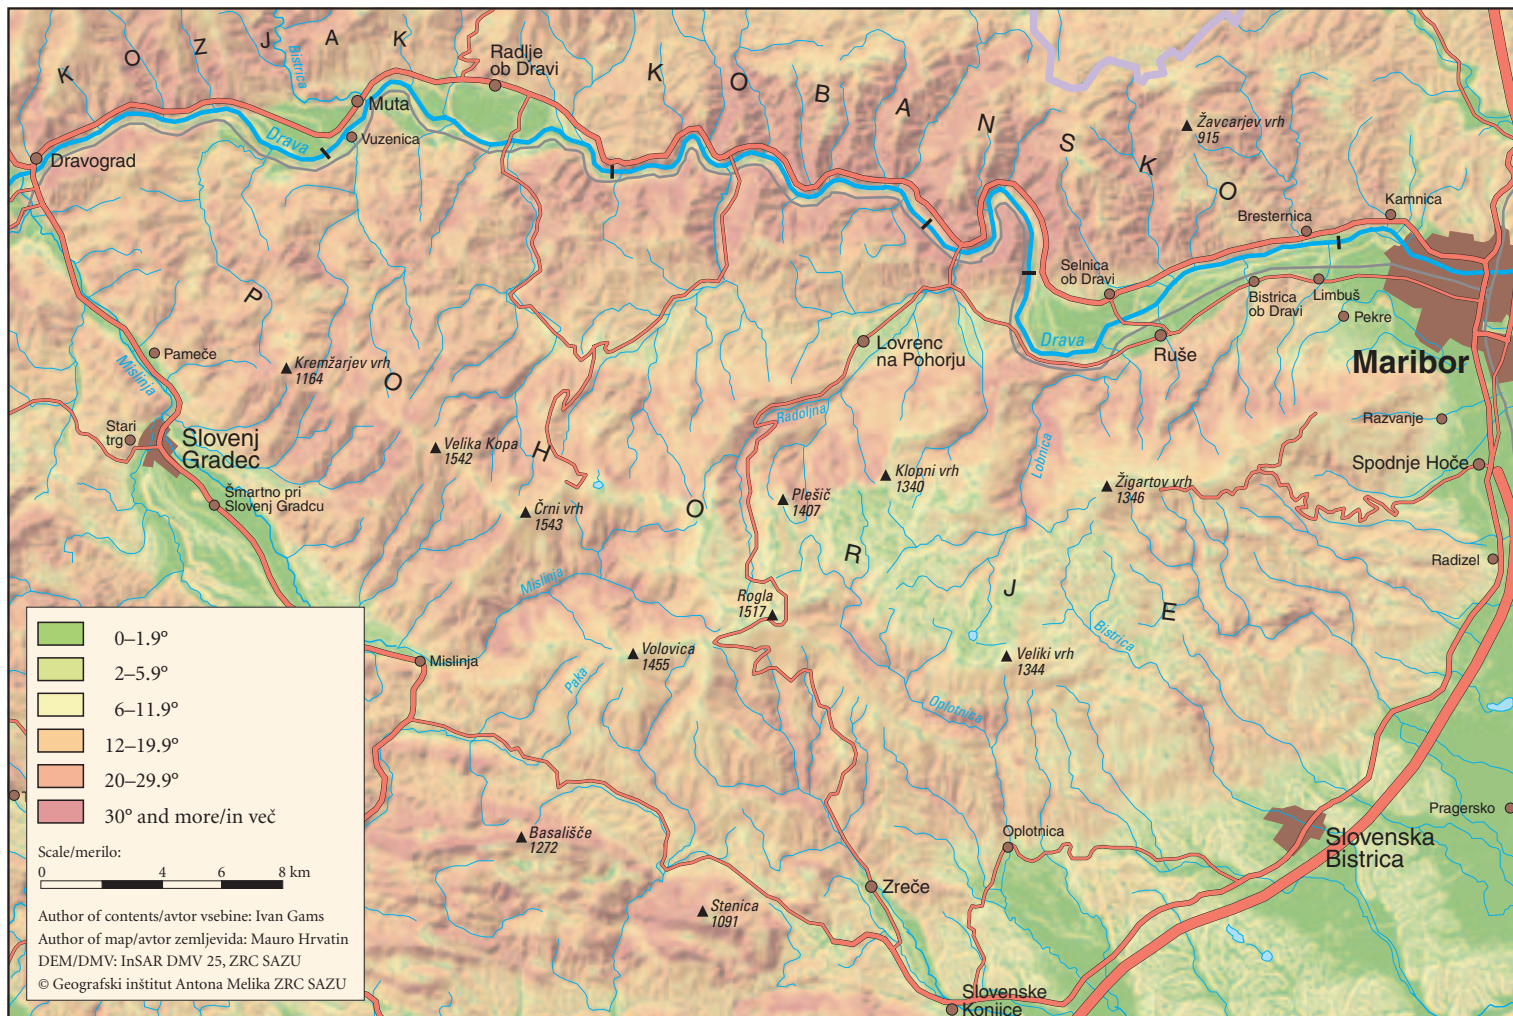 K O Z J A K
Bistrica
Radlje
ob Dravi
K O B A N S K O
Muta
Vuzenica
Drava
Dravograd
Žavcarjev vrh
915
Kamnica
Bresternica
Selnica
ob Dravi
Bistrica
ob Dravi
Limbuš
Pekre
Maribor
Drava
Ruše
Lovrenc
na Pohorju
P O H O R J E
Pameče
Mislinja
Kremžarjev vrh
1164
Stari
trg
Slovenj
Gradec
Velika Kopa
1542
Radoljna
Lobnica
Razvanje
Spodnje Hoče
Klopni vrh
1340
Plešič
1407
Žigartov vrh
1346
Šmartno pri
Slovenj Gradcu
Črni vrh
1543
Radizel
Mislinja
Rogla
1517
Bistrica
Volovica
1455
Veliki vrh
1344
Mislinja
Paka
Oplotnica
Basališče
1272
Oplotnica
Pragersko
Slovenska
Bistrica
Zreče
Stenica
1091
Slovenske
Konjice
0–1.9°
2–5.9°
6–11.9°
12–19.9°
20–29.9°
30° and more/in več
Scale/merilo:
0 4 6 8 km
Author of contents/avtor vsebine: Ivan Gams
Author of map/avtor zemljevida: Mauro Hrvatin
DEM/DMV: InSAR DMV 25, ZRC SAZU
© Geografski inštitut Antona Melika ZRC SAZU